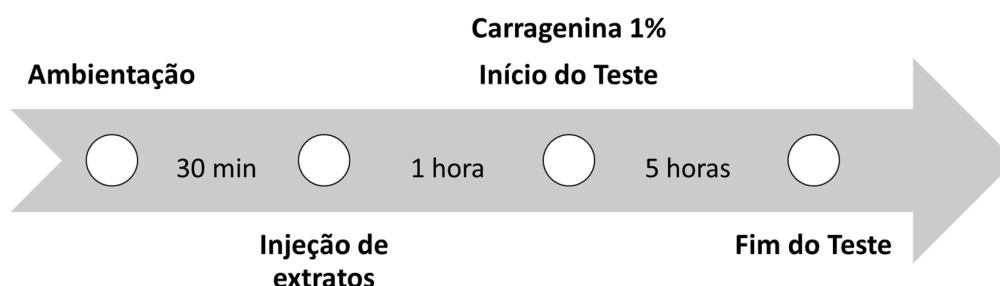 Carragenina 1%
Ambientação
Início do Teste
30 min
1 hora
5 horas
Injeção de
extratos
Fim do Teste